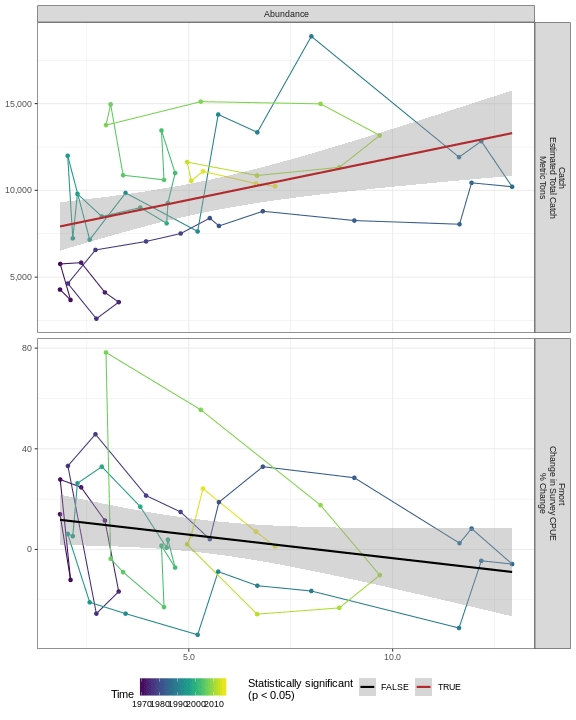 Abundance
15,000
10,000
5,000
Catch
Estimated Total Catch
Metric Tons
80
40
0
Fmort
Change in Survey CPUE
% Change
5.0
10.0
Time
1970
1980
1990
2000
2010
Statistically significant
(p < 0.05)
FALSE
TRUE